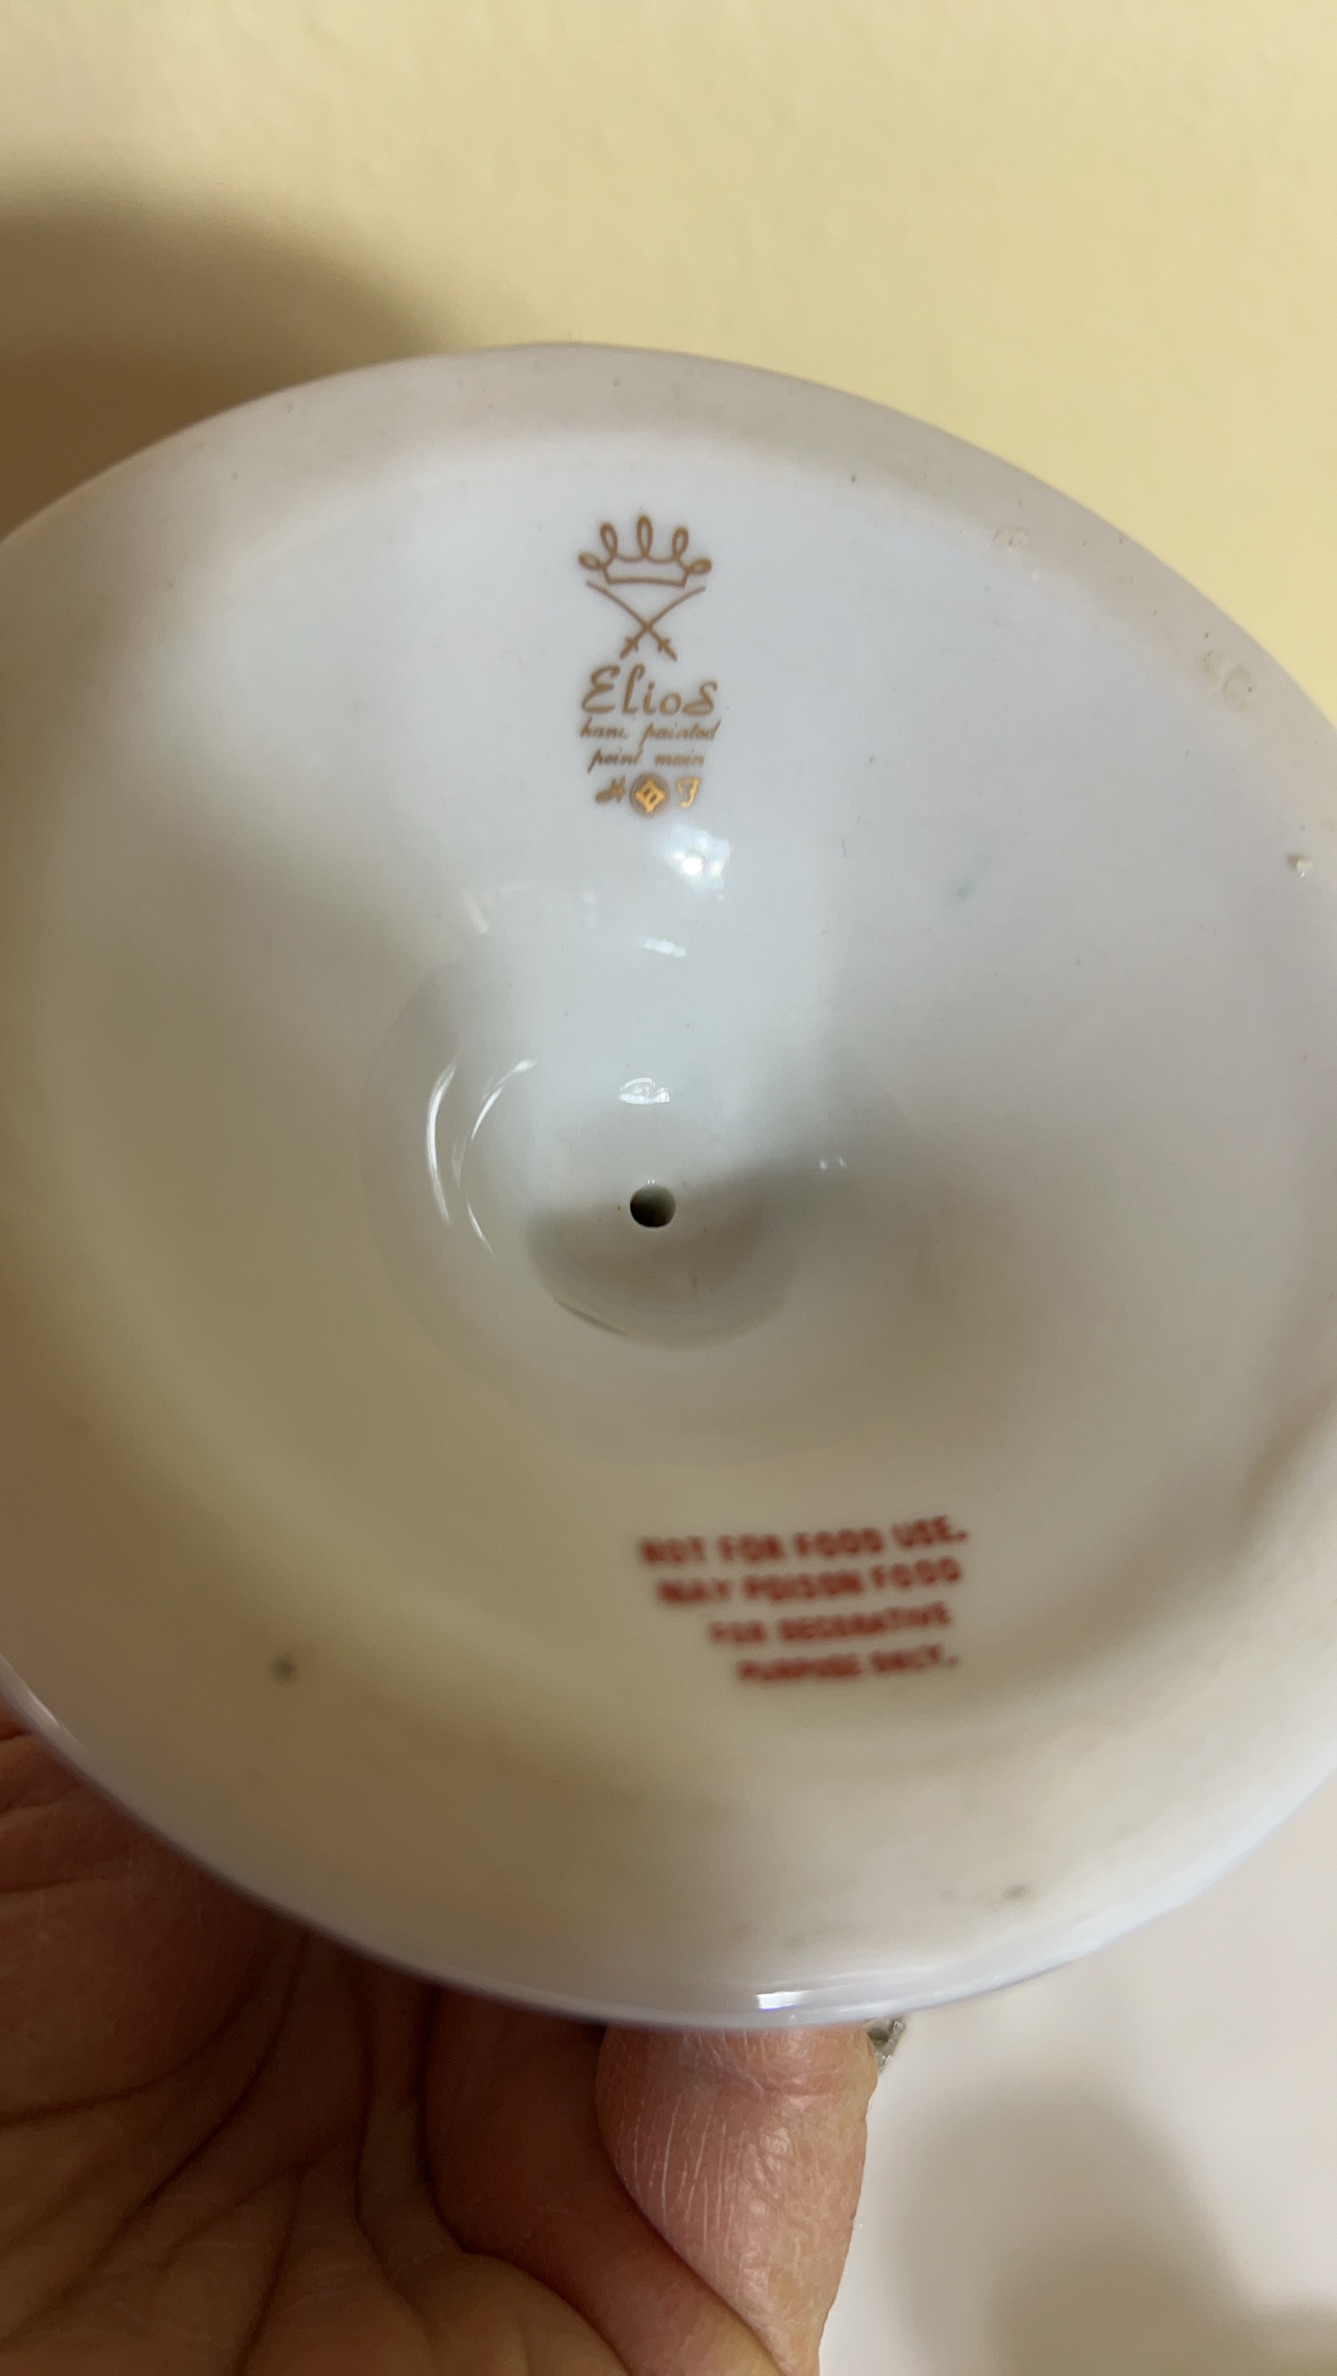 Elios
hand painted
peint main
NOT FOR FOOD USE.
MAY POISON FOOD
FOR DECORATIVE
PURPOSE ONLY.